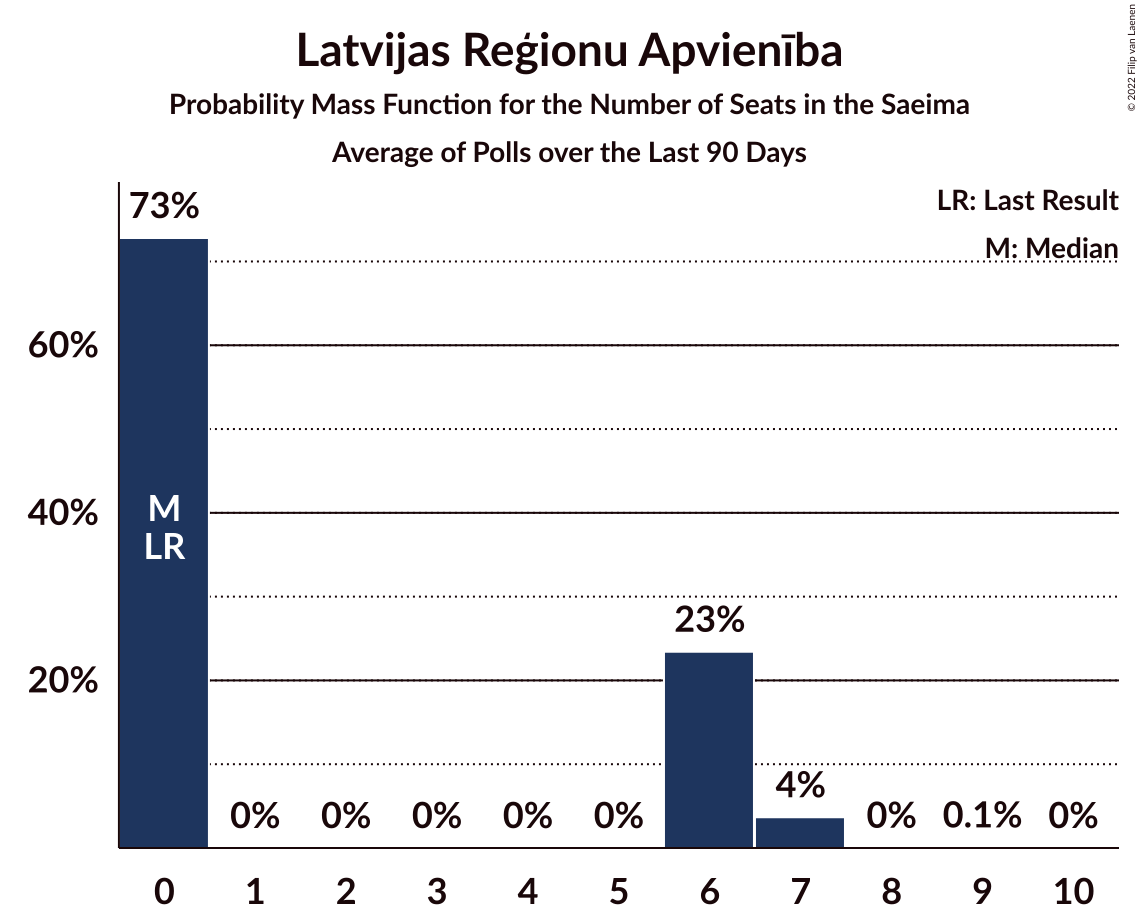 Latvijas Reģionu Apvienība
Probability Mass Function for the Number of Seats in the Saeima
Average of Polls over the Last 90 Days
© 2022 Filip van Laenen
LR: Last Result
M: Median
73%
60%
40%
20%
M
LR
0%
0%
0%
0%
0%
23%
4%
0%
0.1%
0%
0 1 2 3 4 5 6 7 8 9 10